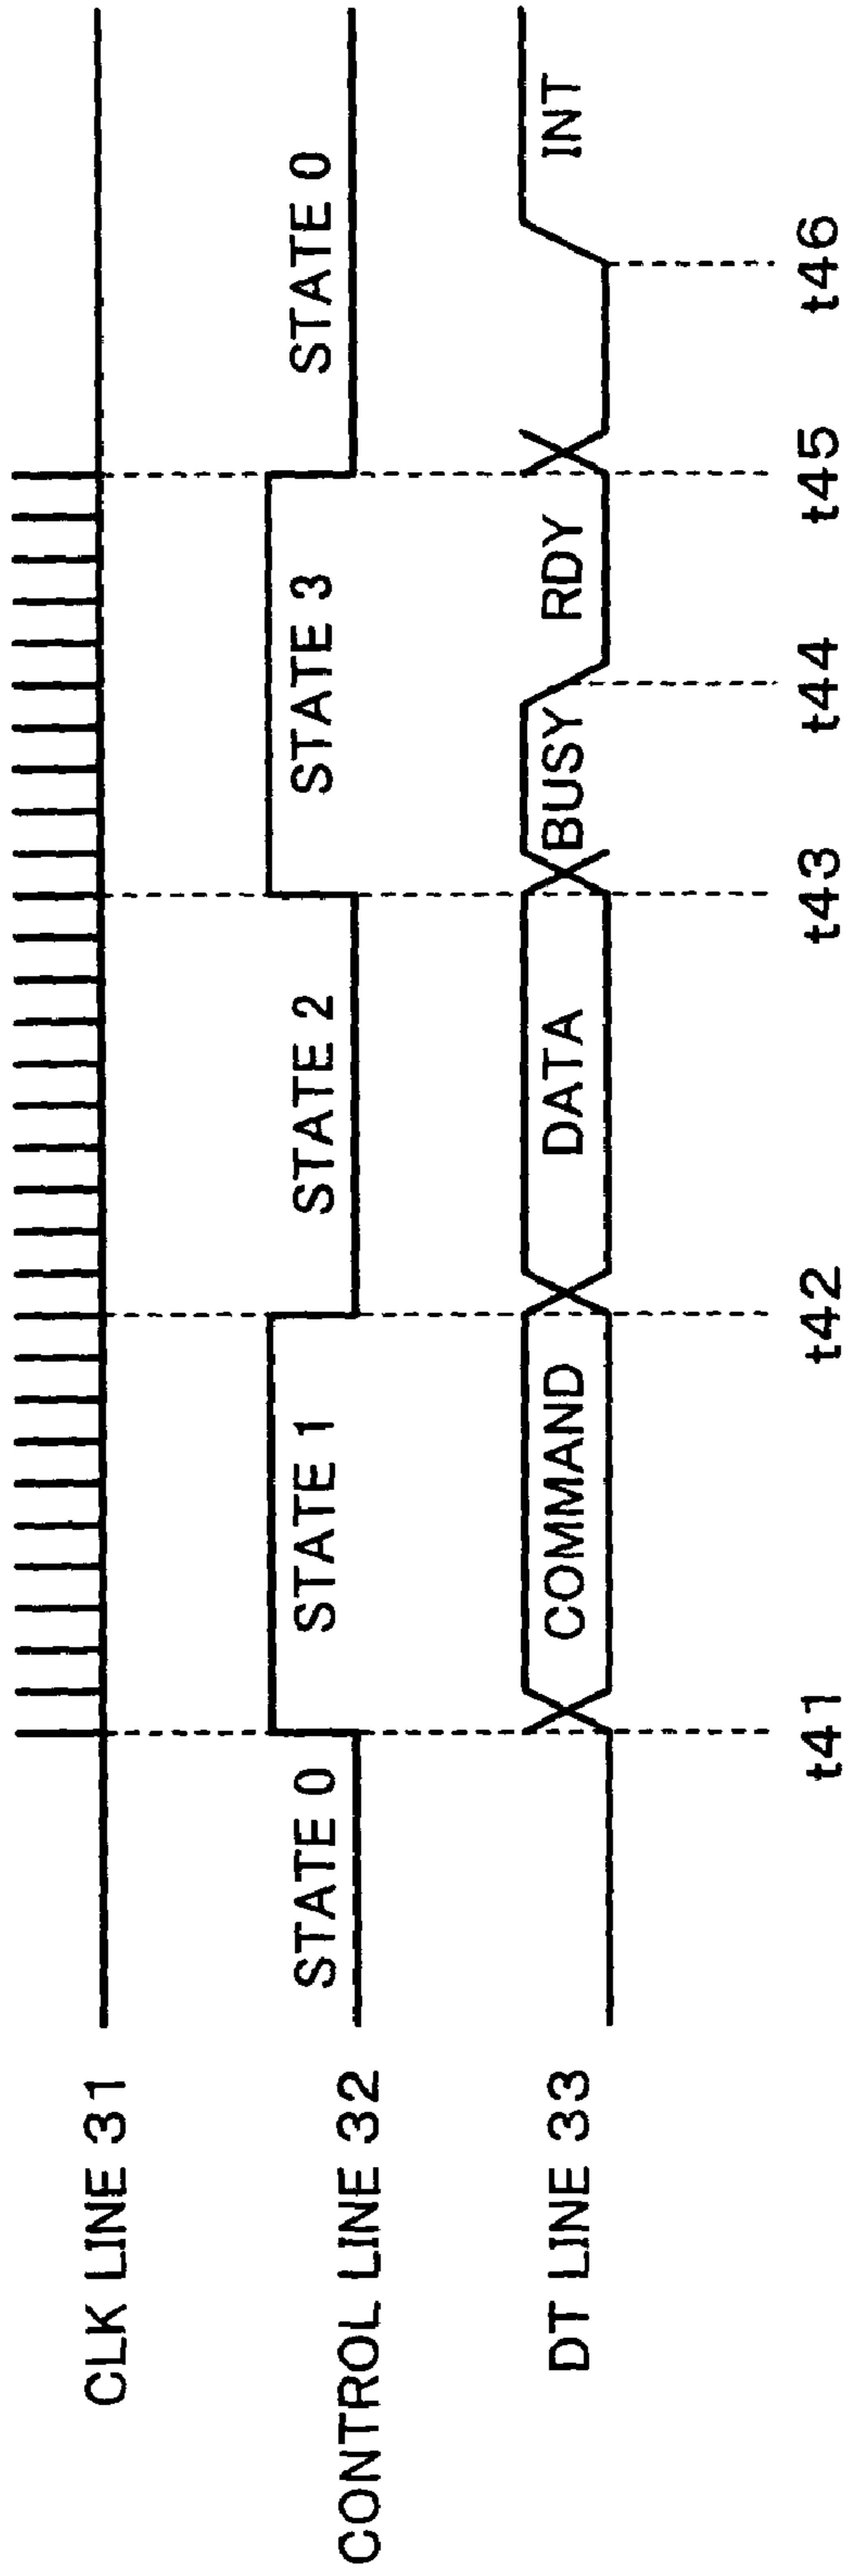 CLK LINE 31
CONTROL LINE 32
STATE 0 STATE 1 STATE 2 STATE 3 STATE 0
DT LINE 33
COMMAND DATA BUSY RDY INT
t41 t42 t43 t44 t45 t46